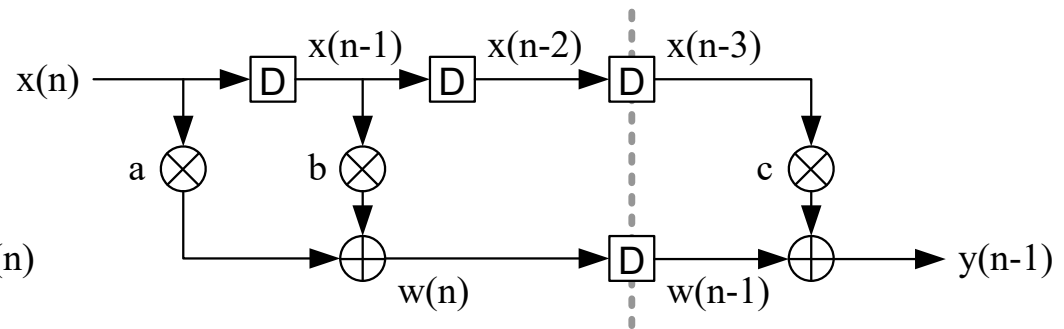 x(n-1) x(n-2) x(n-3)
x(n) D D D
a b c
(n) D y(n-1)
w(n) w(n-1)